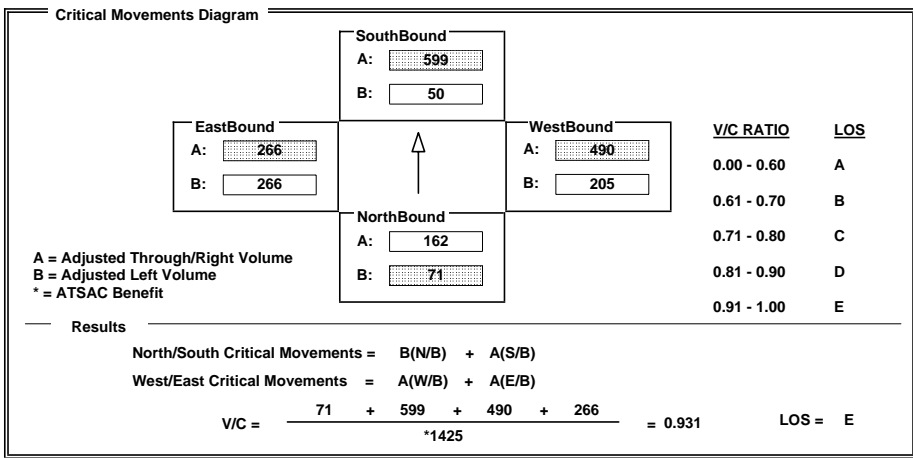 Critical Movements Diagram
SouthBound
A: 599
B: 50
EastBound
A: 266
B: 266
WestBound
A: 490
B: 205
NorthBound
A: 162
B: 71
V/C RATIO LOS
0.00 - 0.60 A
0.61 - 0.70 B
0.71 - 0.80 C
0.81 - 0.90 D
0.91 - 1.00 E
A = Adjusted Through/Right Volume
B = Adjusted Left Volume
* = ATSAC Benefit
Results
North/South Critical Movements = B(N/B) + A(S/B)
West/East Critical Movements = A(W/B) + A(E/B)
71 + 599 + 490 + 266
V/C = = 0.931 LOS = E
*1425